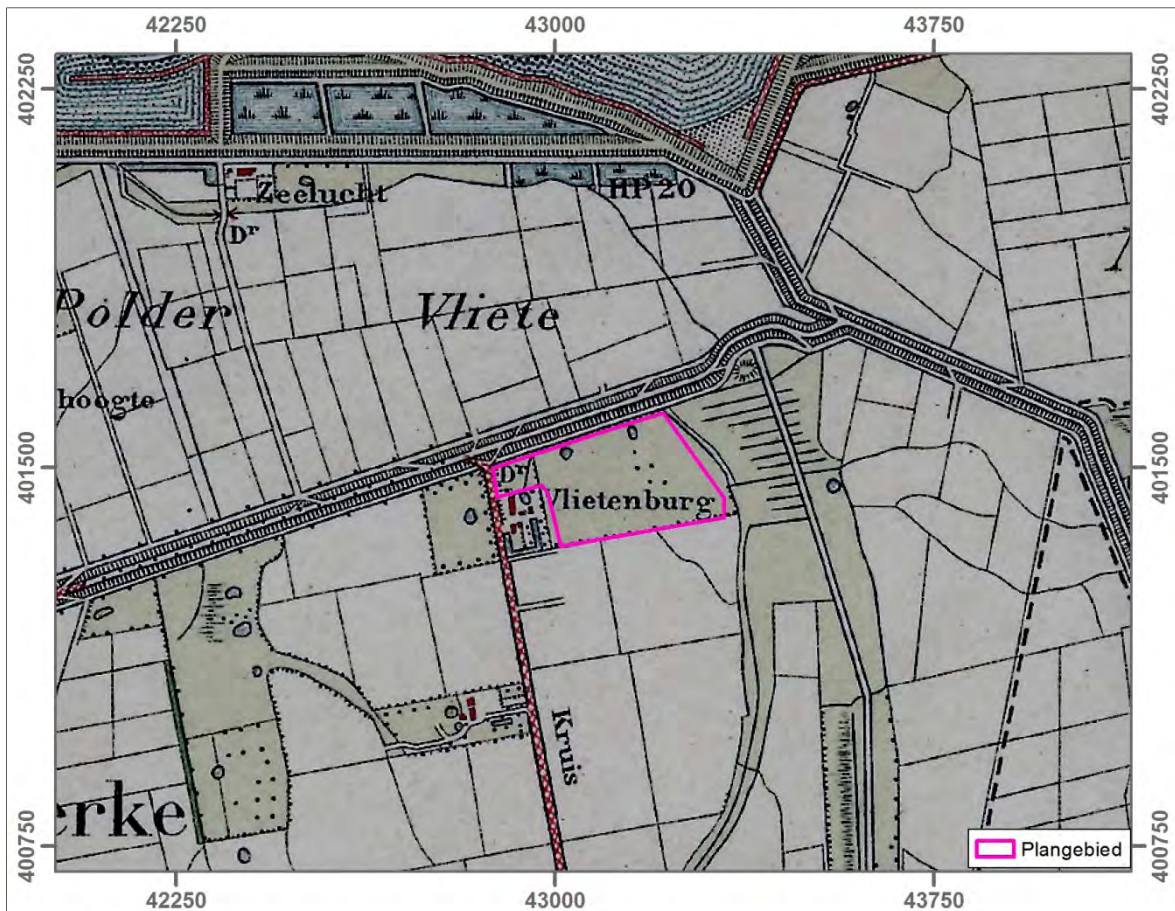 42250 43000 43750
402250 402250
Zeelucht HP 20
Dʳ
Polder Vliete
hoogte
401500 401500
Dʳ
Vlietenburg
Kruis
erke
400750 400750
Plangebied
42250 43000 43750